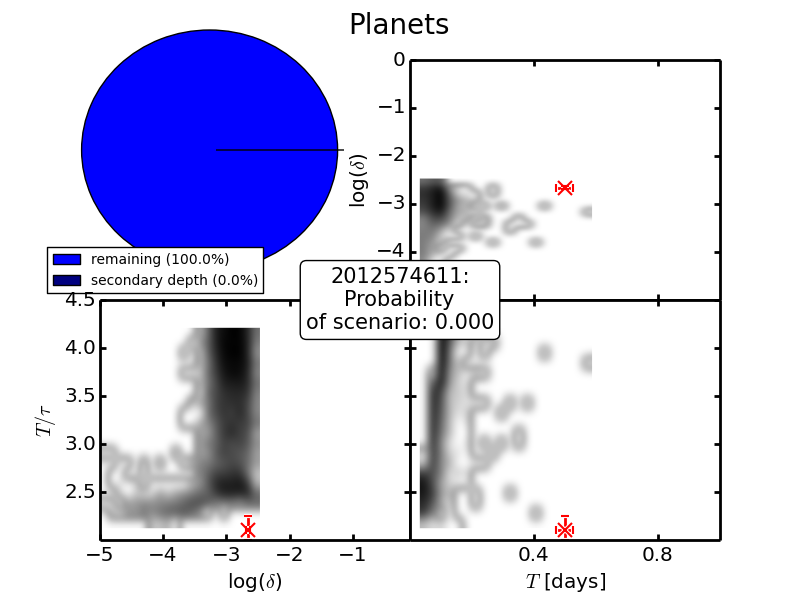 Planets
remaining (100.0%)
secondary depth (0.0%)
0
−1
−2
−3
−4
log(δ)
2012574611:
Probability
of scenario: 0.000
4.5
4.0
3.5
3.0
2.5
T/τ
−5 −4 −3 −2 −1
log(δ)
0.4 0.8
T [days]